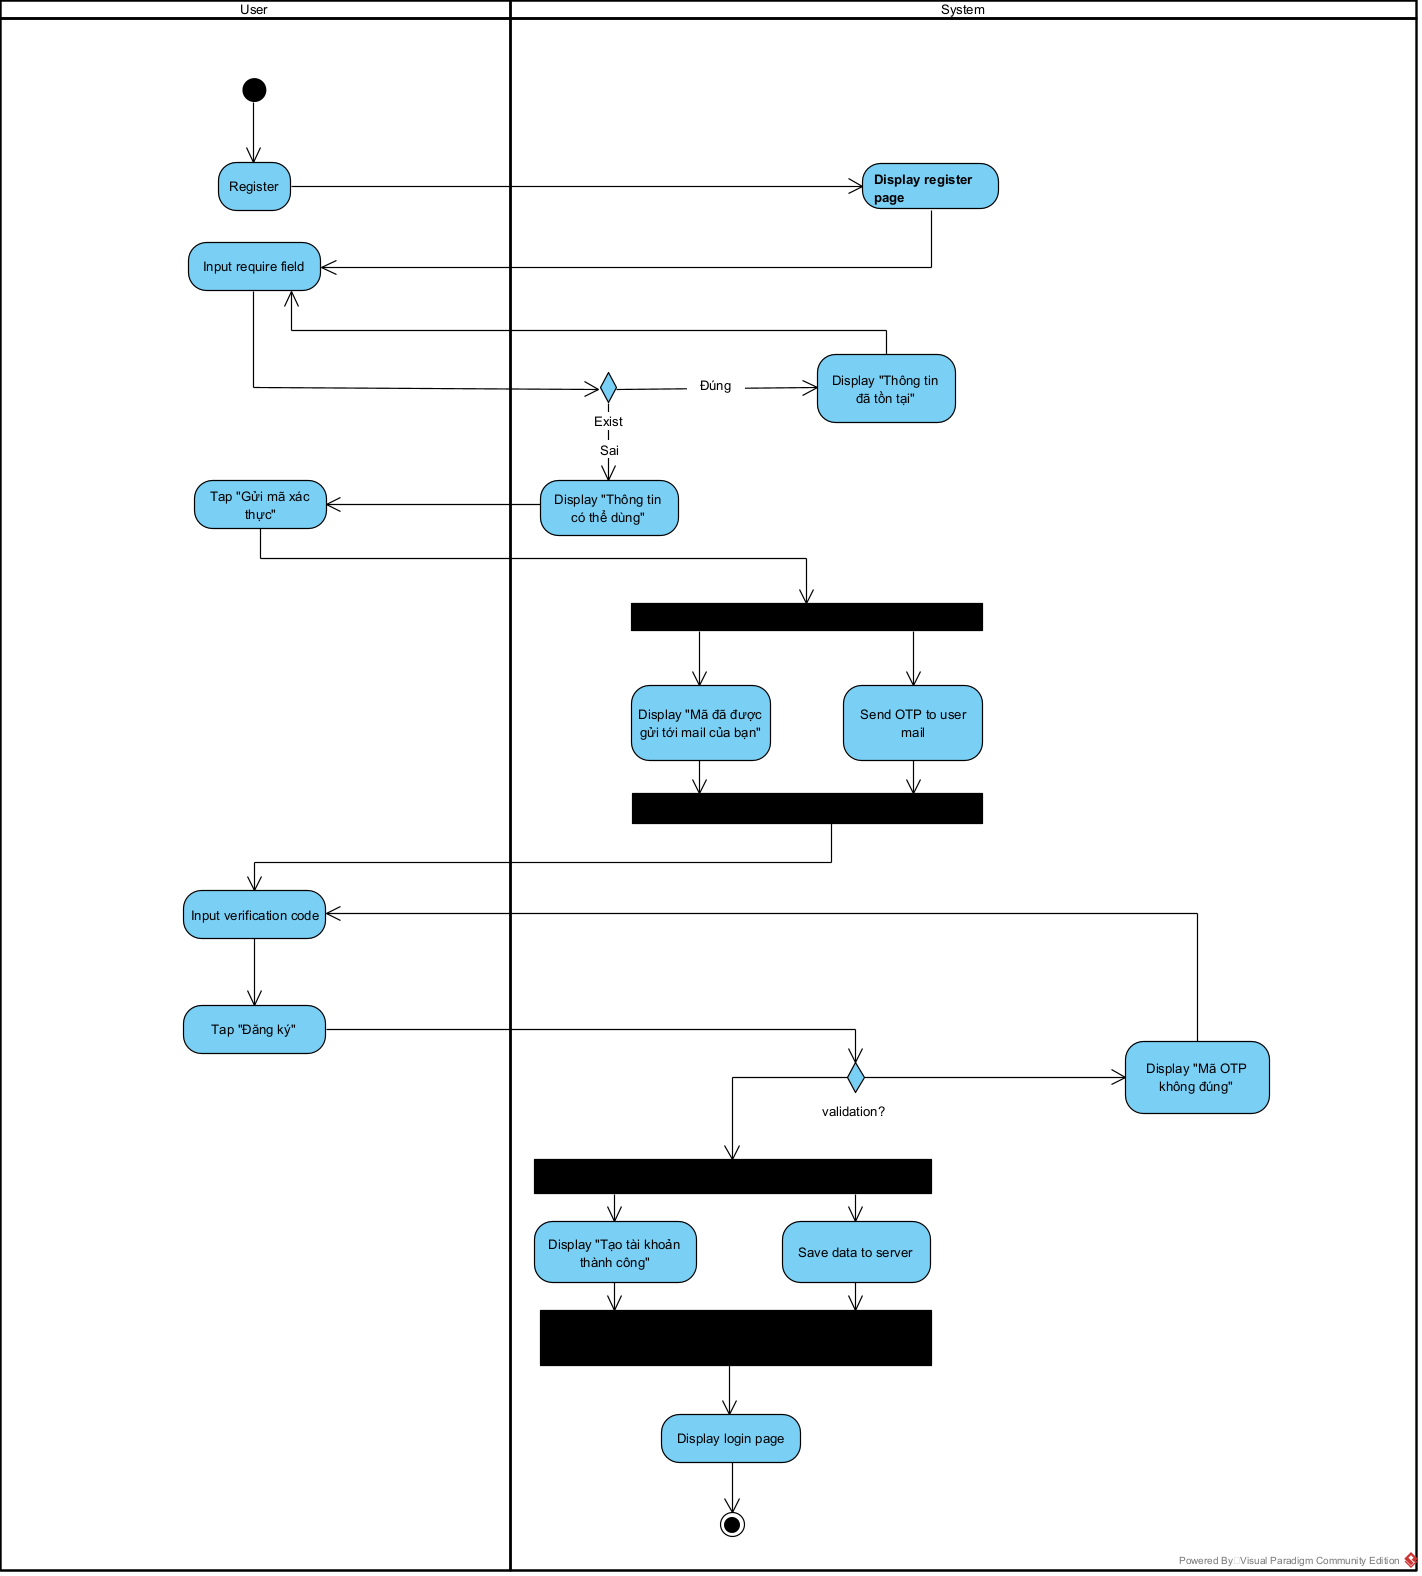 User
System
Register
Display register
page
Input require field
Display "Thông tin
đã tồn tại"
Đúng
Exist
Sai
Tap "Gửi mã xác
thực"
Display "Thông tin
có thể dùng"
Display "Mã đã được
gửi tới mail của bạn"
Send OTP to user
mail
Input verification code
Tap "Đăng ký"
Display "Mã OTP
không đúng"
validation?
Display "Tạo tài khoản
thành công"
Save data to server
Display login page
Powered By Visual Paradigm Community Edition